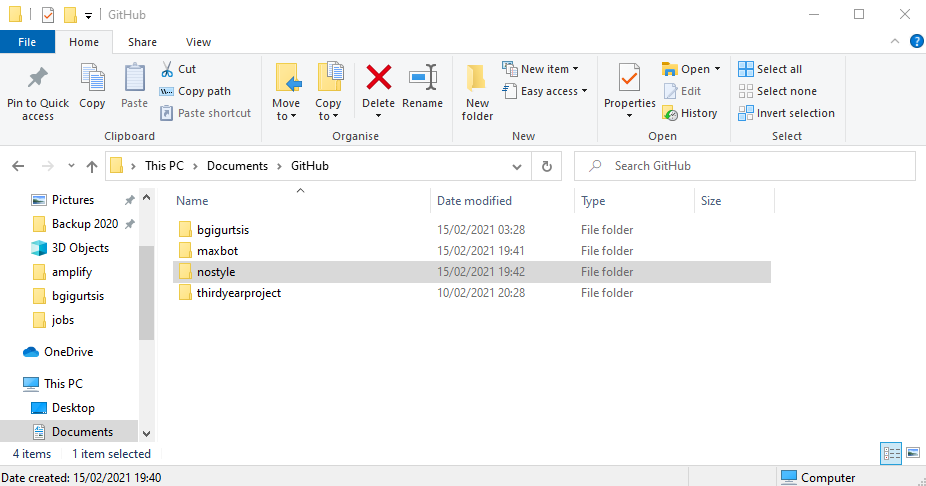 GitHub
File Home Share View
Pin to Quick access
Copy
Paste
Cut
Copy path
Paste shortcut
Move to
Copy to
Delete
Rename
New folder
New item
Easy access
Properties
Open
Edit
History
Select all
Select none
Invert selection
Clipboard Organise New Open Select
This PC Documents GitHub
Search GitHub
Pictures
Backup 2020
3D Objects
amplify
bgigurtsis
jobs
OneDrive
This PC
Desktop
Documents
Name Date modified Type Size
bgigurtsis 15/02/2021 03:28 File folder
maxbot 15/02/2021 19:41 File folder
nostyle 15/02/2021 19:42 File folder
thirdyearproject 10/02/2021 20:28 File folder
4 items 1 item selected
Date created: 15/02/2021 19:40 Computer